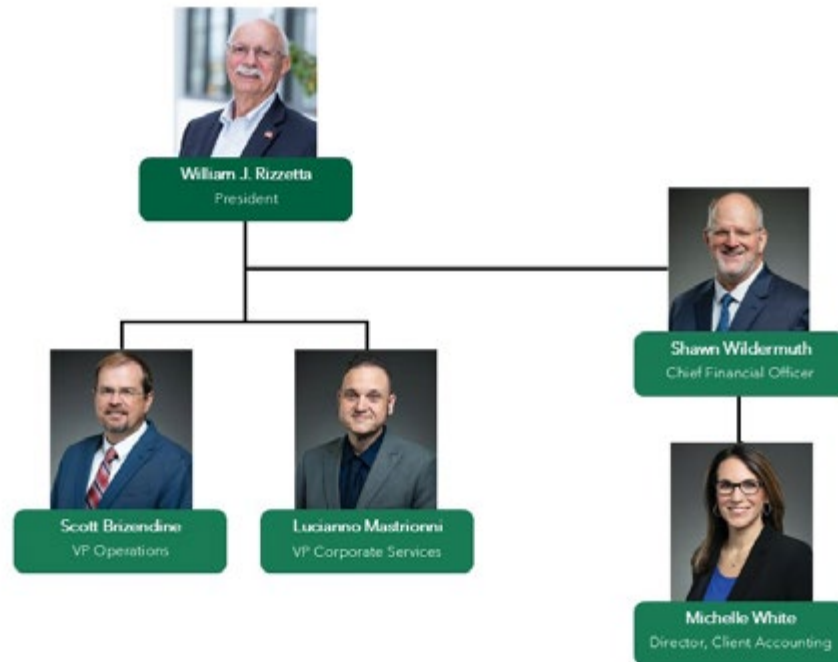 William J. Rizzetta
President
Shawn Wildermuth
Chief Financial Officer
Scott Brizendine
VP Operations
Lucianno Mastrionni
VP Corporate Services
Michelle White
Director, Client Accounting